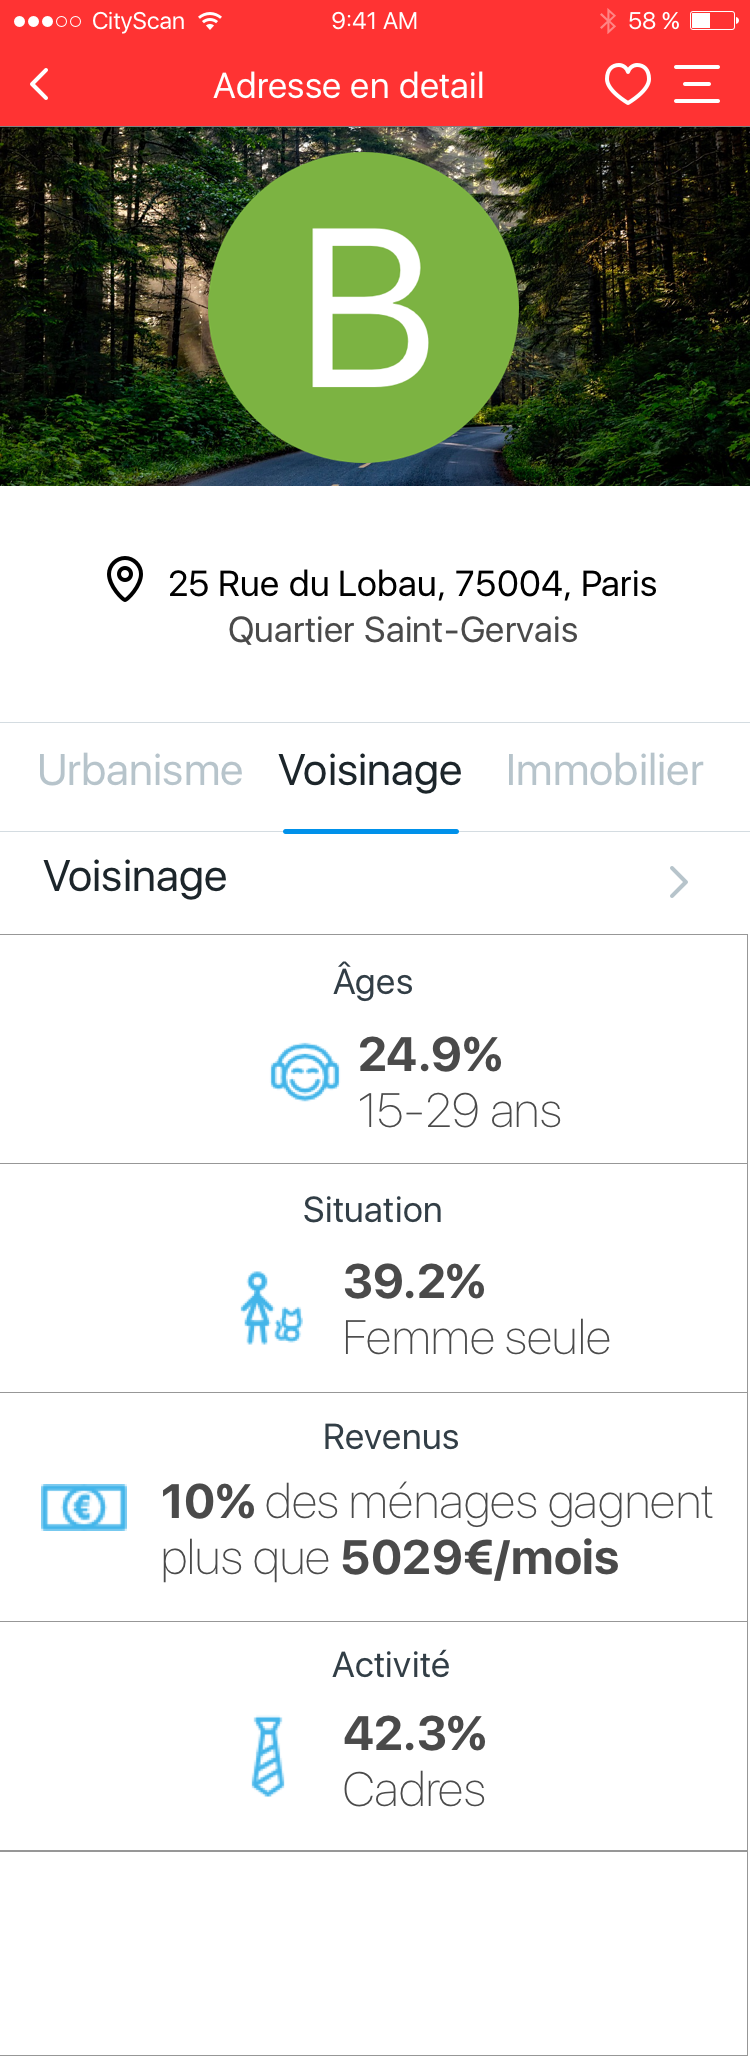 CityScan 9:41 AM 58 %
Adresse en detail
B
25 Rue du Lobau, 75004, Paris
Quartier Saint-Gervais
Urbanisme Voisinage Immobilier
Voisinage
Âges
24.9%
15-29 ans
Situation
39.2%
Femme seule
Revenus
€
10% des ménages gagnent
plus que 5029€/mois
Activité
42.3%
Cadres